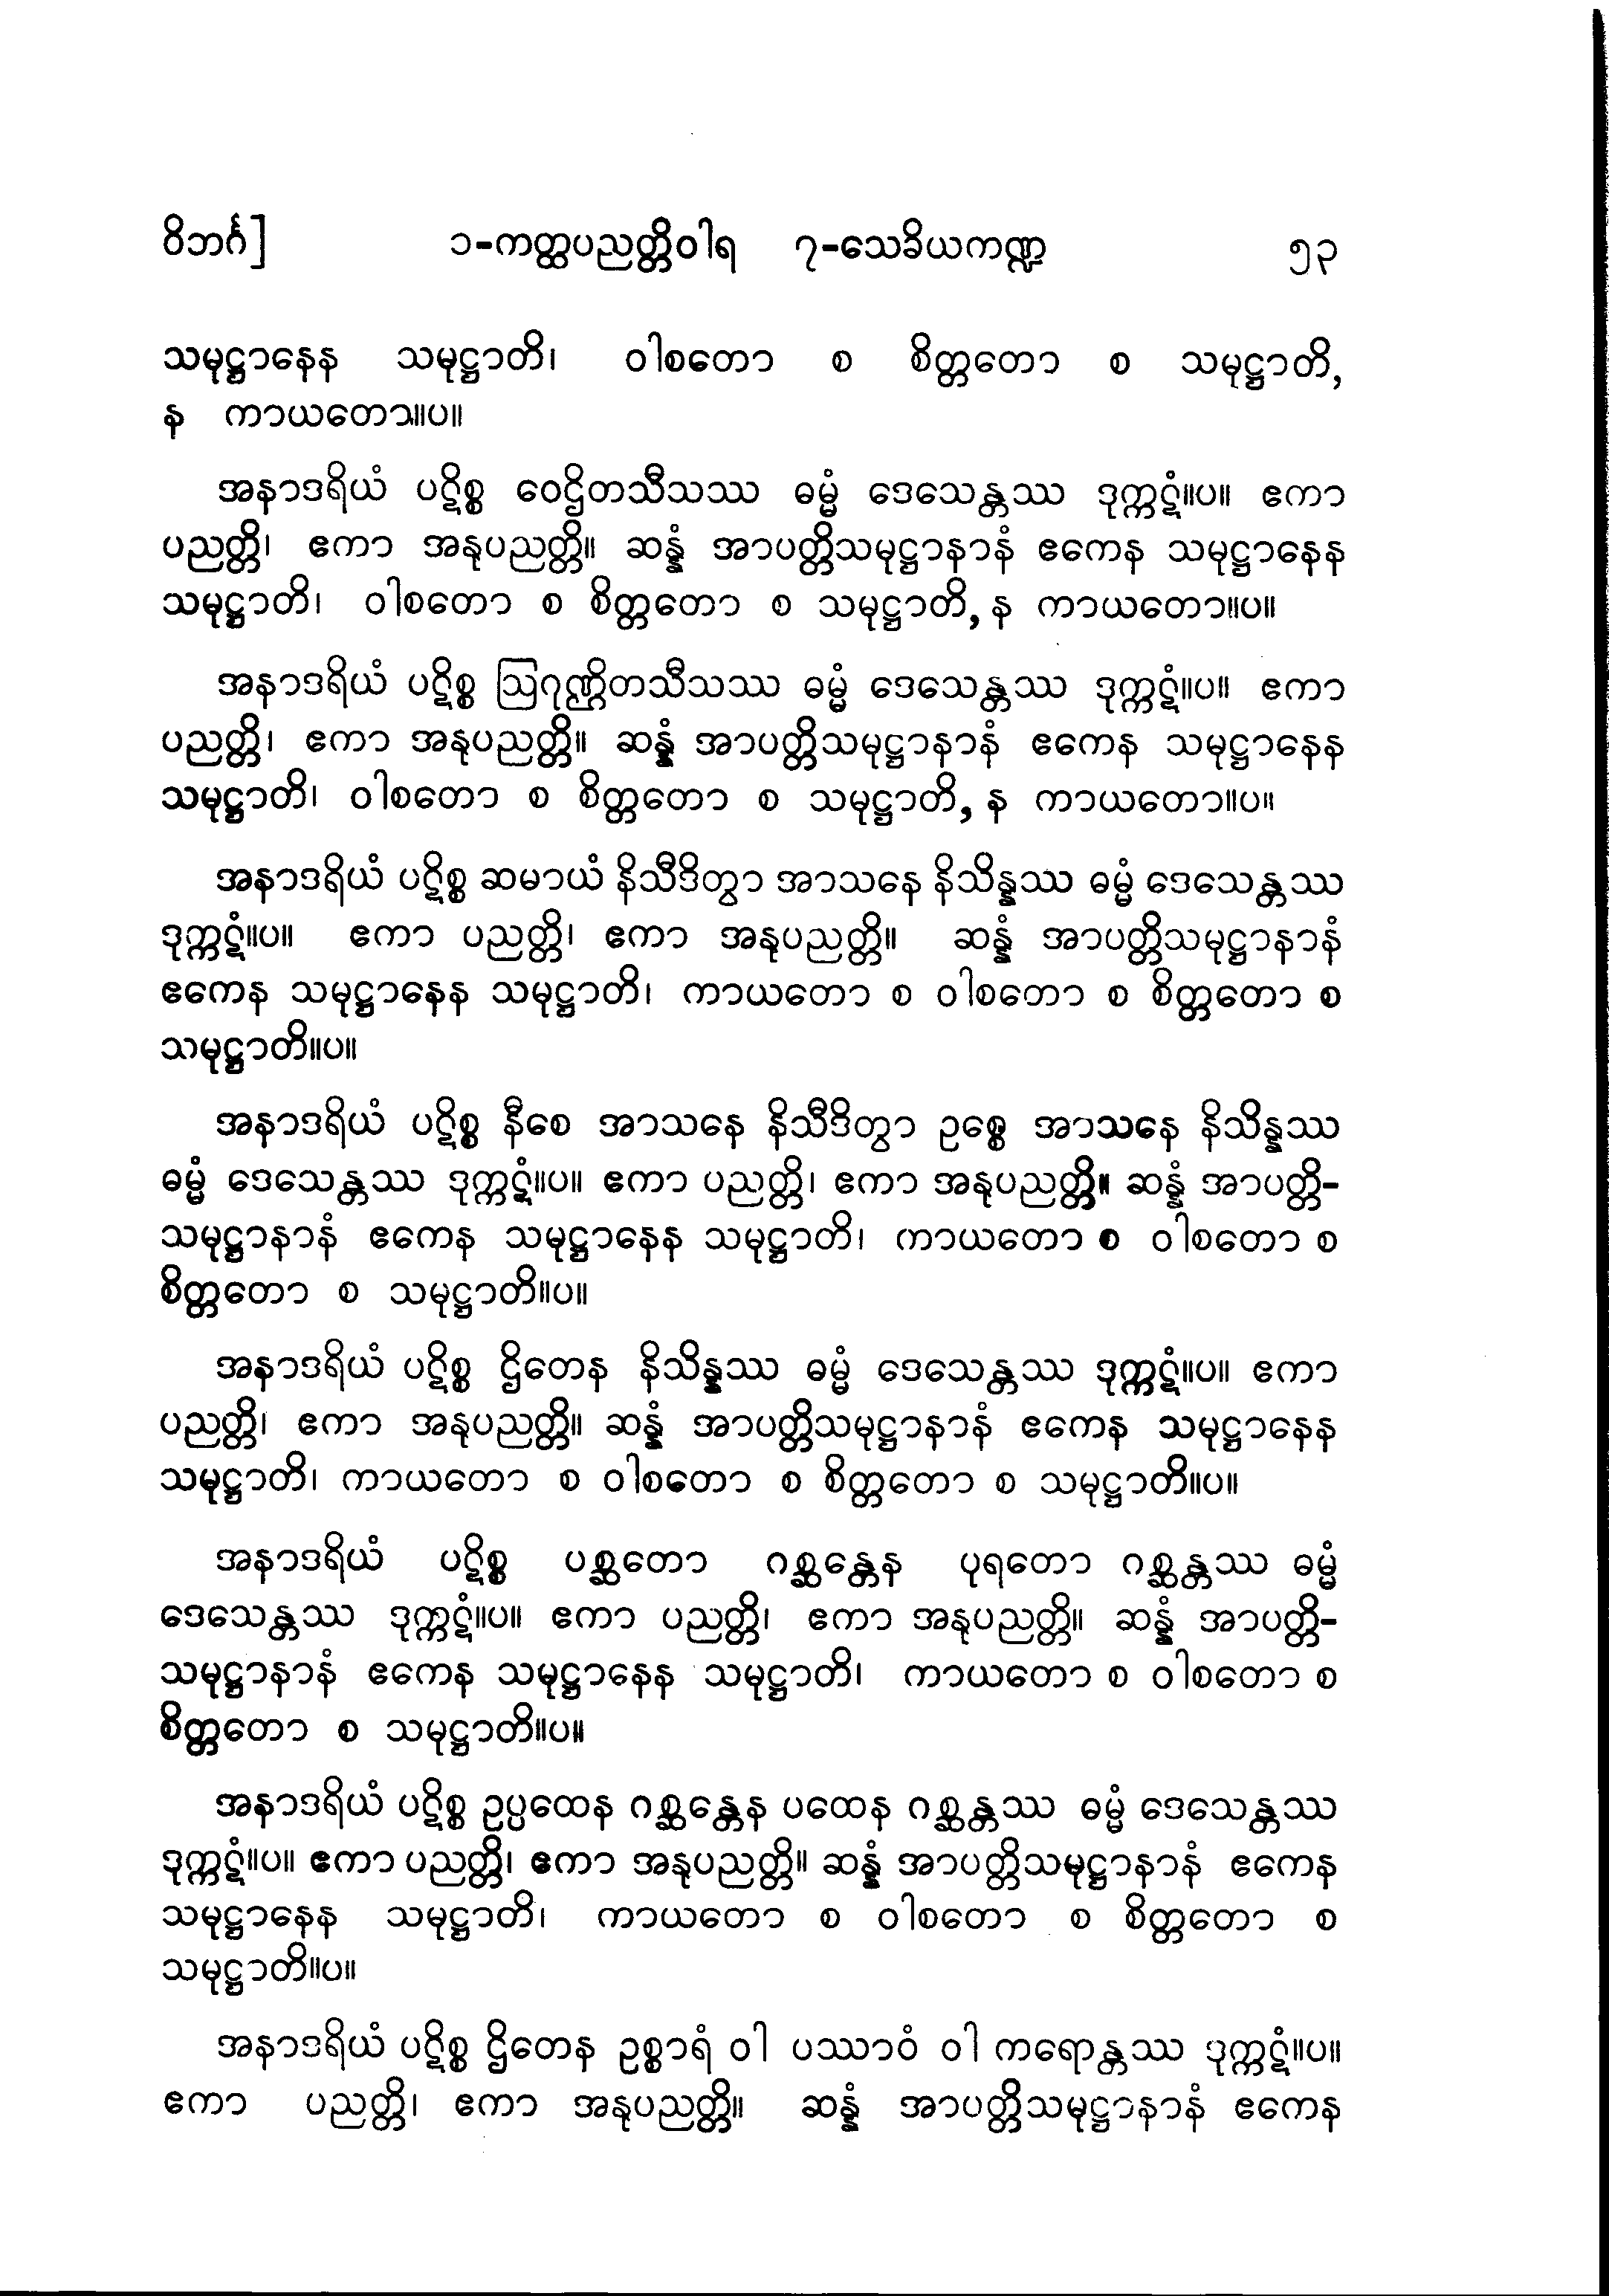 ဝိဘင်္ဂ] ၁-ကတ္ထပညတ္တိဝါရ ၇-သေခိယကဏ္ဍ ၅၃
သမုဋ္ဌာနေန သမုဋ္ဌာတိ၊ ဝါစတော စ စိတ္တတော စ သမုဋ္ဌာတိ,
န ကာယတော။ပ။
အနာဒရိယံ ပဋိစ္စ ဝေဌိတသီသဿ ဓမ္မံ ဒေသေန္တဿ ဒုက္ကဋံ။ပ။ ဧကာ
ပညတ္တိ၊ ဧကာ အနုပညတ္တိ။ ဆန္နံ အာပတ္တိသမုဋ္ဌာနာနံ ဧကေန သမုဋ္ဌာနေန
သမုဋ္ဌာတိ၊ ဝါစတော စ စိတ္တတော စ သမုဋ္ဌာတိ, န ကာယတော။ပ။
အနာဒရိယံ ပဋိစ္စ ဩဂုဏ္ဌိတသီသဿ ဓမ္မံ ဒေသေန္တဿ ဒုက္ကဋံ။ပ။ ဧကာ
ပညတ္တိ၊ ဧကာ အနုပညတ္တိ။ ဆန္နံ အာပတ္တိသမုဋ္ဌာနာနံ ဧကေန သမုဋ္ဌာနေန
သမုဋ္ဌာတိ၊ ဝါစတော စ စိတ္တတော စ သမုဋ္ဌာတိ, န ကာယတော။ပ။
အနာဒရိယံ ပဋိစ္စ ဆမာယံ နိသီဒိတွာ အာသနေ နိသိန္နဿ ဓမ္မံ ဒေသေန္တဿ
ဒုက္ကဋံ။ပ။ ဧကာ ပညတ္တိ၊ ဧကာ အနုပညတ္တိ။ ဆန္နံ အာပတ္တိသမုဋ္ဌာနာနံ
ဧကေန သမုဋ္ဌာနေန သမုဋ္ဌာတိ၊ ကာယတော စ ဝါစတော စ စိတ္တတော စ
သမုဋ္ဌာတိ။ပ။
အနာဒရိယံ ပဋိစ္စ နီစေ အာသနေ နိသီဒိတွာ ဥစ္စေ အာသနေ နိသိန္နဿ
ဓမ္မံ ဒေသေန္တဿ ဒုက္ကဋံ။ပ။ ဧကာ ပညတ္တိ၊ ဧကာ အနုပညတ္တိ။ ဆန္နံ အာပတ္တိ-
သမုဋ္ဌာနာနံ ဧကေန သမုဋ္ဌာနေန သမုဋ္ဌာတိ၊ ကာယတော စ ဝါစတော စ
စိတ္တတော စ သမုဋ္ဌာတိ။ပ။
အနာဒရိယံ ပဋိစ္စ ဌိတေန နိသိန္နဿ ဓမ္မံ ဒေသေန္တဿ ဒုက္ကဋံ။ပ။ ဧကာ
ပညတ္တိ၊ ဧကာ အနုပညတ္တိ။ ဆန္နံ အာပတ္တိသမုဋ္ဌာနာနံ ဧကေန သမုဋ္ဌာနေန
သမုဋ္ဌာတိ၊ ကာယတော စ ဝါစတော စ စိတ္တတော စ သမုဋ္ဌာတိ။ပ။
အနာဒရိယံ ပဋိစ္စ ပစ္ဆတော ဂစ္ဆန္တေန ပုရတော ဂစ္ဆန္တဿ ဓမ္မံ
ဒေသေန္တဿ ဒုက္ကဋံ။ပ။ ဧကာ ပညတ္တိ၊ ဧကာ အနုပညတ္တိ။ ဆန္နံ အာပတ္တိ-
သမုဋ္ဌာနာနံ ဧကေန သမုဋ္ဌာနေန သမုဋ္ဌာတိ၊ ကာယတော စ ဝါစတော စ
စိတ္တတော စ သမုဋ္ဌာတိ။ပ။
အနာဒရိယံ ပဋိစ္စ ဥပ္ပထေန ဂစ္ဆန္တေန ပထေန ဂစ္ဆန္တဿ ဓမ္မံ ဒေသေန္တဿ
ဒုက္ကဋံ။ပ။ ဧကာ ပညတ္တိ၊ ဧကာ အနုပညတ္တိ။ ဆန္နံ အာပတ္တိသမုဋ္ဌာနာနံ ဧကေန
သမုဋ္ဌာနေန သမုဋ္ဌာတိ၊ ကာယတော စ ဝါစတော စ စိတ္တတော စ
သမုဋ္ဌာတိ။ပ။
အနာဒရိယံ ပဋိစ္စ ဌိတေန ဥစ္စာရံ ဝါ ပဿာဝံ ဝါ ကရောန္တဿ ဒုက္ကဋံ။ပ။
ဧကာ ပညတ္တိ၊ ဧကာ အနုပညတ္တိ။ ဆန္နံ အာပတ္တိသမုဋ္ဌာနာနံ ဧကေန